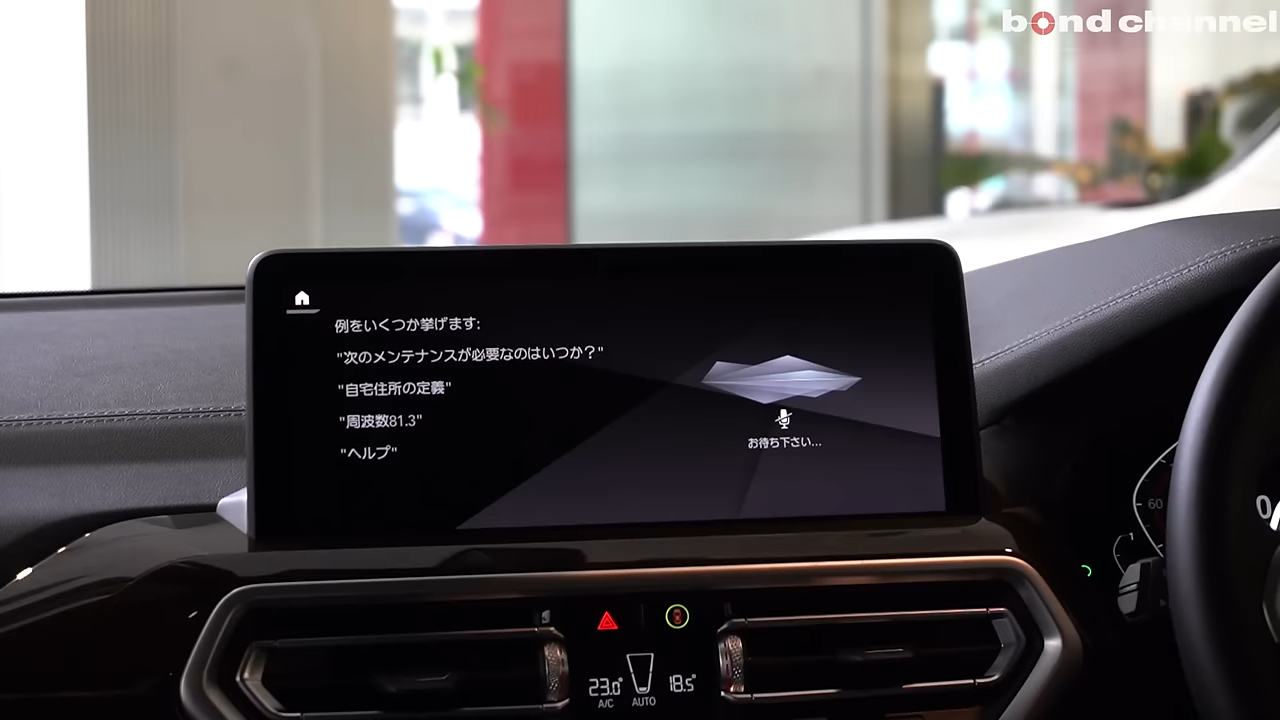 bond channel
例をいくつか挙げます:
"次のメンテナンスが必要なのはいつか？"
"自宅住所の定義"
"周波数81.3"
"ヘルプ"
お待ち下さい...
60
0
23.0°
18.5°
A/C
AUTO